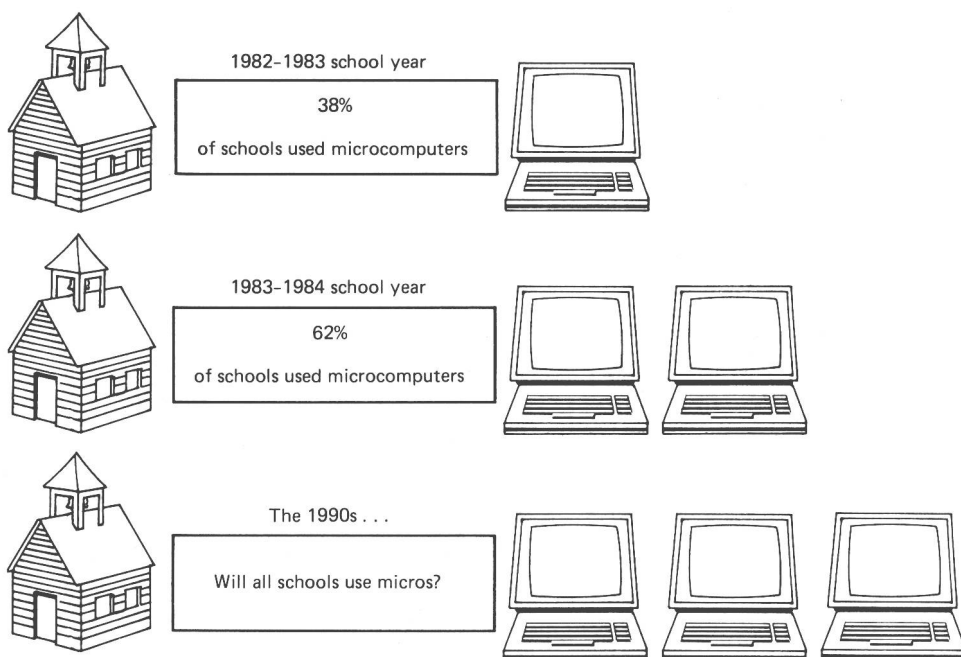 1982-1983 school year
38%
of schools used microcomputers
1983-1984 school year
62%
of schools used microcomputers
The 1990s . . .
Will all schools use micros?